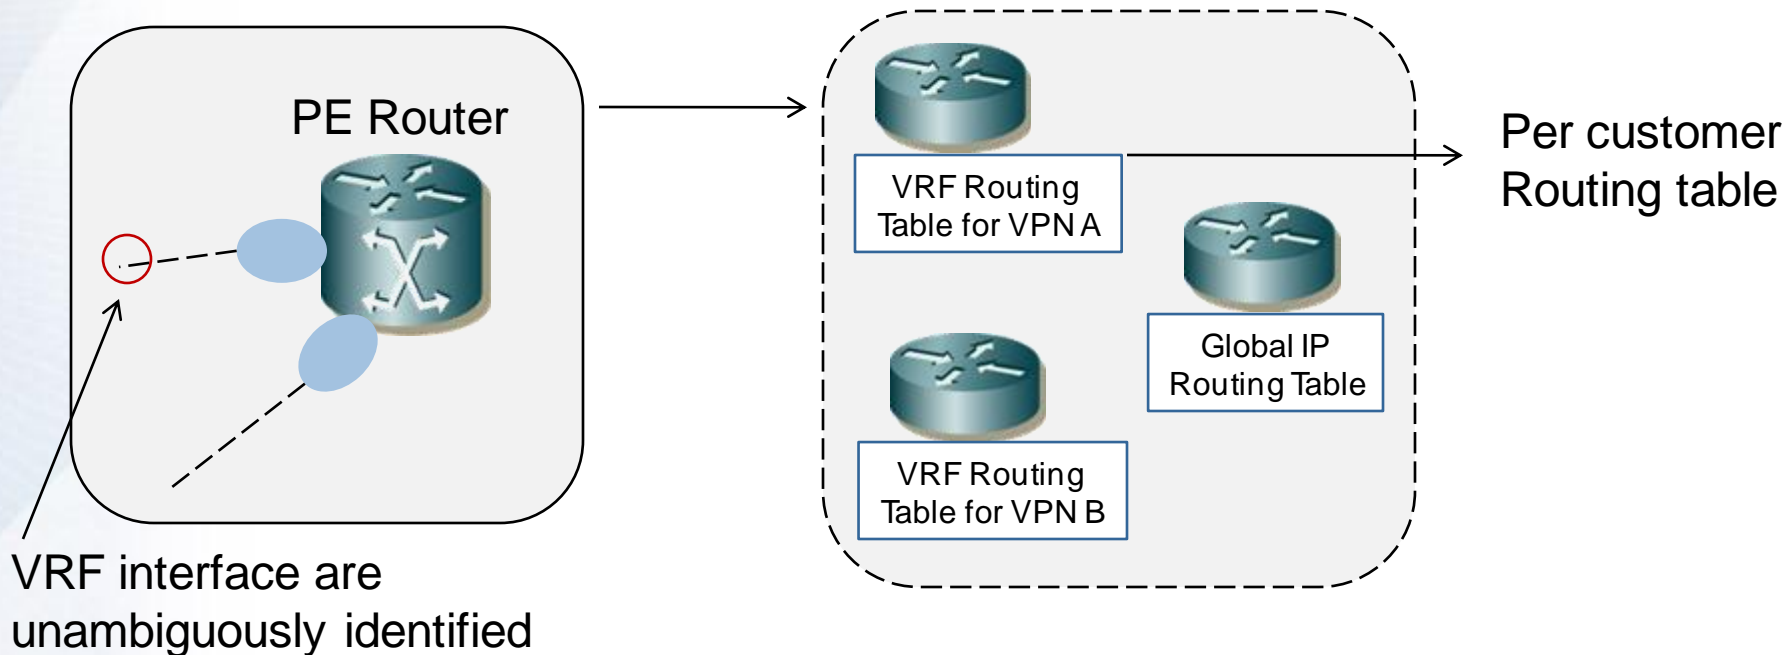 PE Router
VRF interface are
unambiguously identified
VRF Routing
Table for VPN A
Global IP
Routing Table
VRF Routing
Table for VPN B
Per customer
Routing table